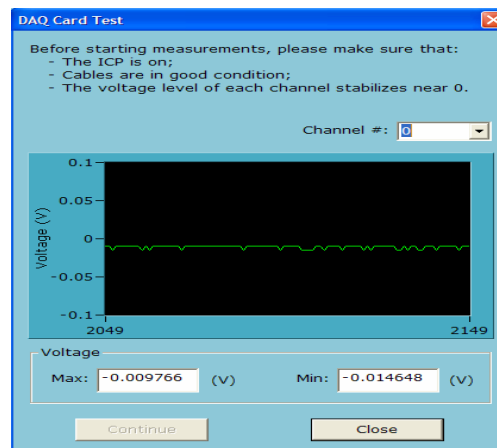 DAQ Card Test
Before starting measurements, please make sure that:
- The ICP is on;
- Cables are in good condition;
- The voltage level of each channel stabilizes near 0.
Channel #: 0
0.1
0.05
0
-0.05
-0.1
Voltage (V)
2049 2149
Voltage
Max: -0.009766 (V) Min: -0.014648 (V)
Continue Close